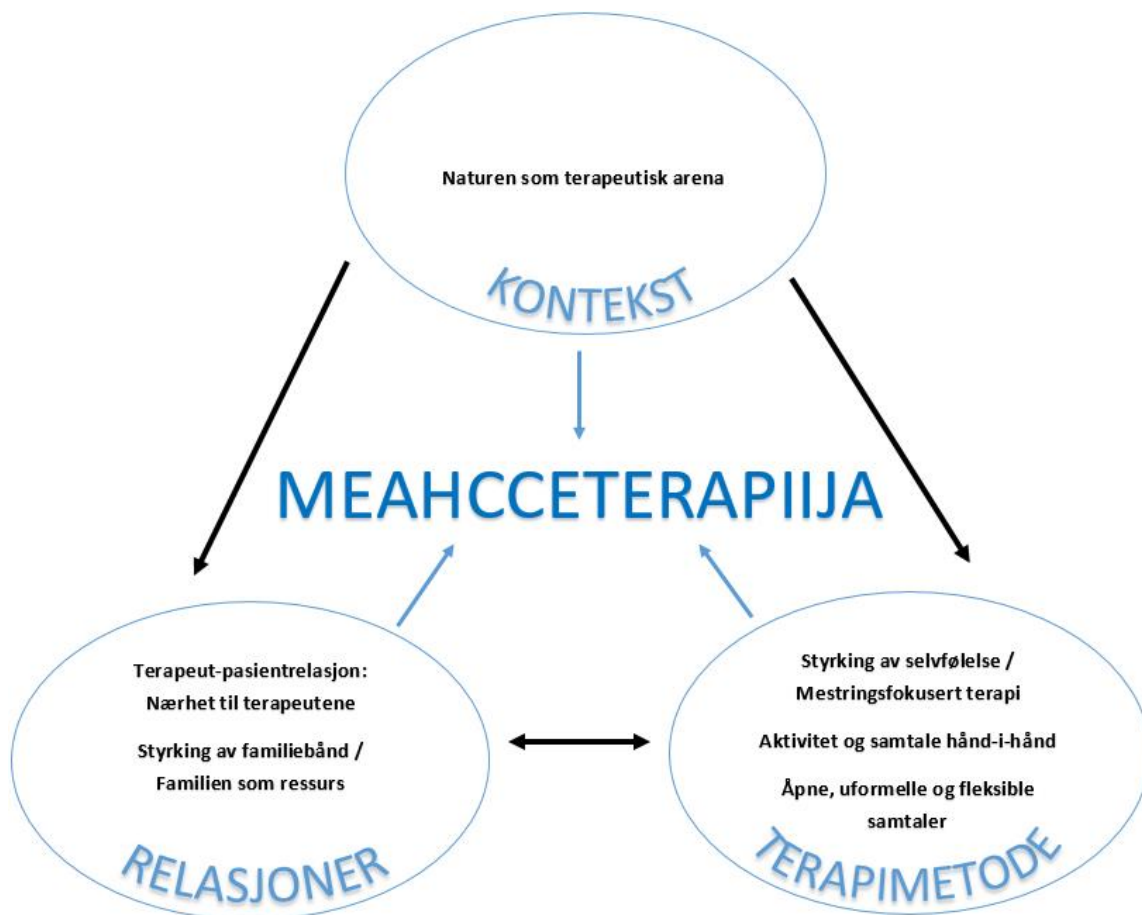 Naturen som terapeutisk arena
KONTEKST
MEAHCCETERAPIIJA
Terapeut-pasientrelasjon:
Nærhet til terapeutene
Styrking av familiebånd /
Familien som ressurs
RELASJONER
Styrking av selvfølelse /
Mestringsfokusert terapi
Aktivitet og samtale hånd-i-hånd
Åpne, uformelle og fleksible
samtaler
TERAPIMETODE